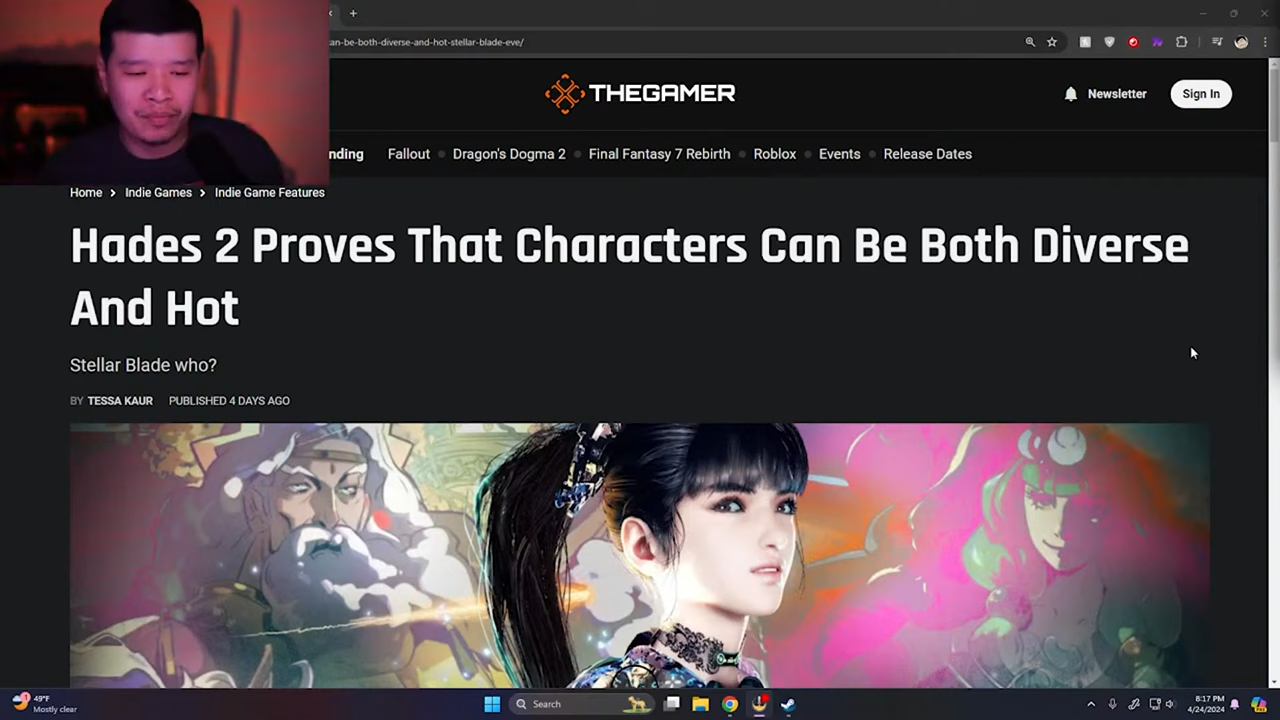 can-be-both-diverse-and-hot-stellar-blade-eve/
THEGAMER
Newsletter
Sign In
nding
Fallout
Dragon's Dogma 2
Final Fantasy 7 Rebirth
Roblox
Events
Release Dates
Home > Indie Games > Indie Game Features
Hades 2 Proves That Characters Can Be Both Diverse
And Hot
Stellar Blade who?
BY TESSA KAUR PUBLISHED 4 DAYS AGO
49°F
Mostly clear
Search
8:17 PM
4/24/2024